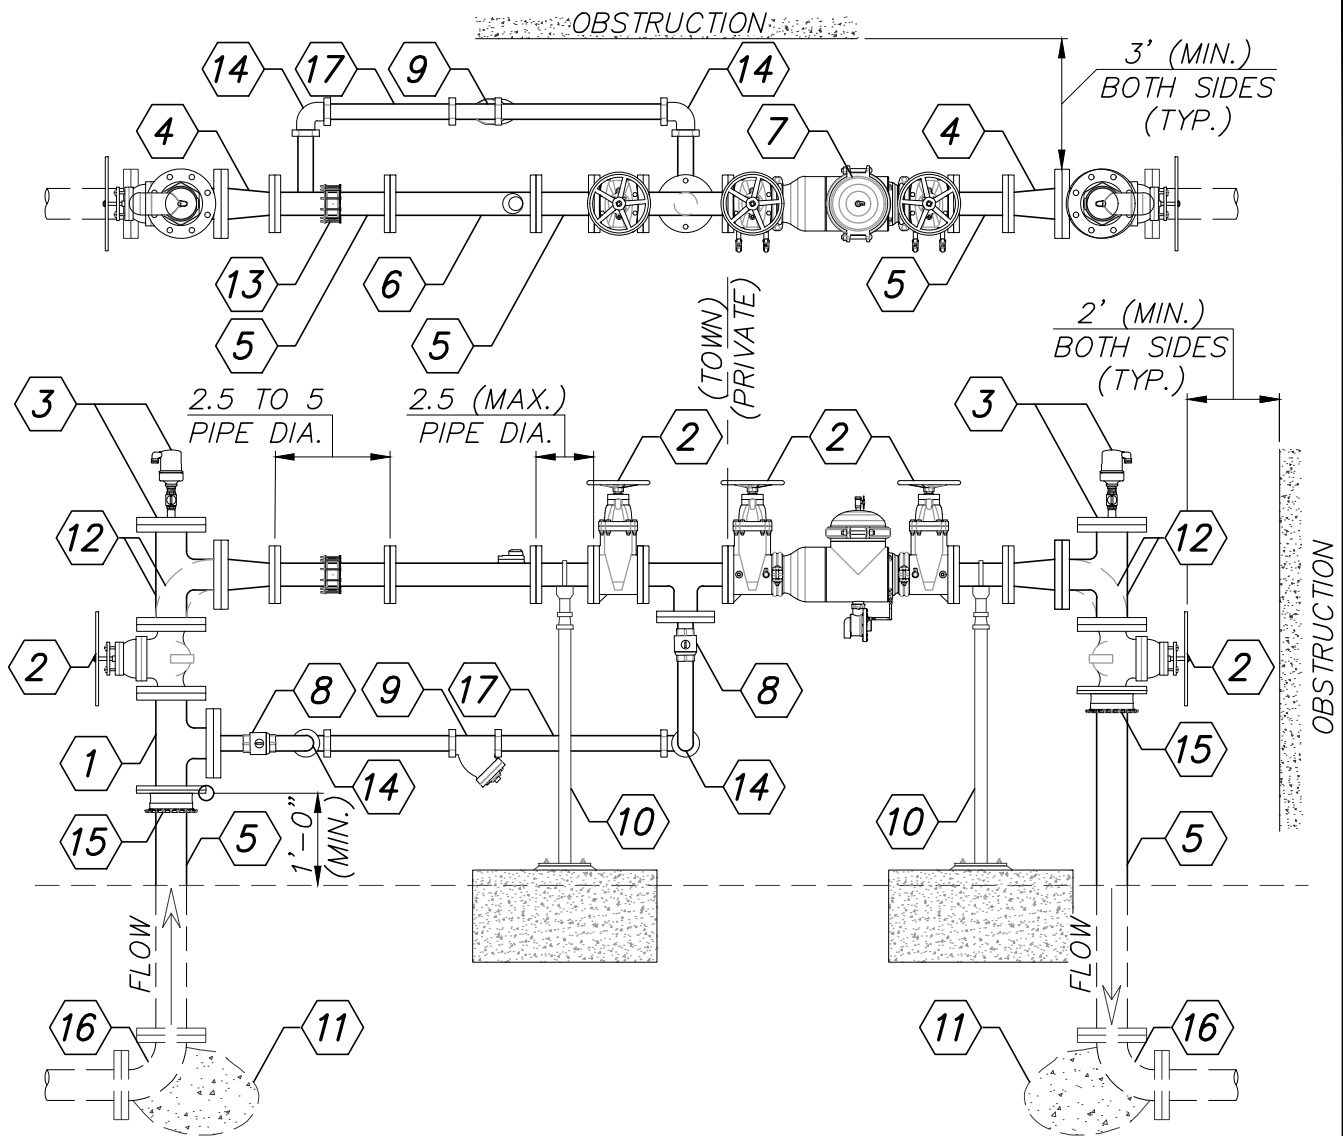 OBSTRUCTION
3' (MIN.)
BOTH SIDES
(TYP.)
14
17
9
14
4
7
4
13
6
5
5
5
(TOWN)
(PRIVATE)
2' (MIN.)
BOTH SIDES
(TYP.)
3
2.5 TO 5
PIPE DIA.
2.5 (MAX.)
PIPE DIA.
2
2
3
12
12
OBSTRUCTION
2
8
9
17
8
2
1
14
14
15
15
5
1'-0"
(MIN.)
10
10
5
FLOW
FLOW
16
11
11
16